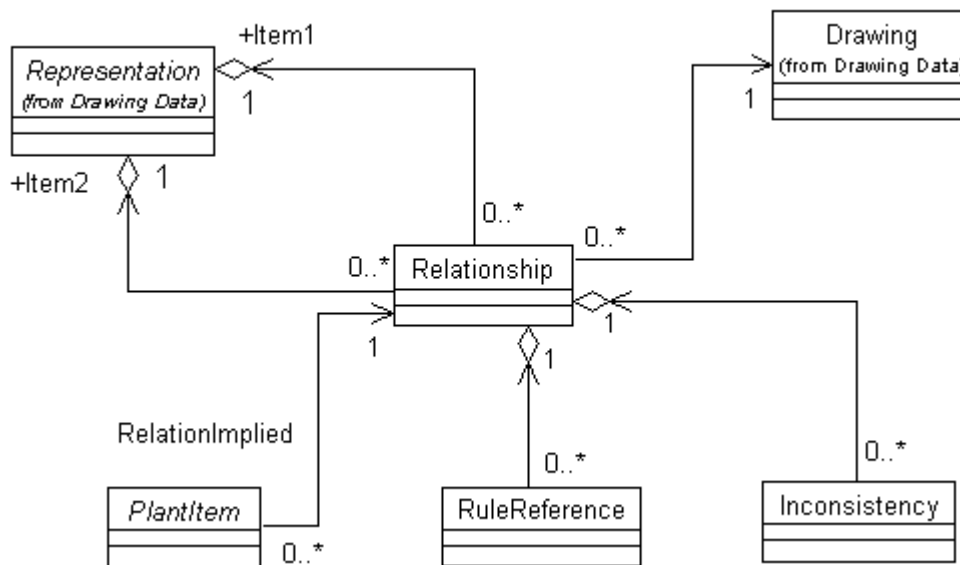 +Item1
Representation
(from Drawing Data)
1
Drawing
(from Drawing Data)
1
+Item2
1
0..*
0..*
0..*
Relationship
1
1
1
RelationImplied
0..*
0..*
PlantItem
RuleReference
Inconsistency
0..*